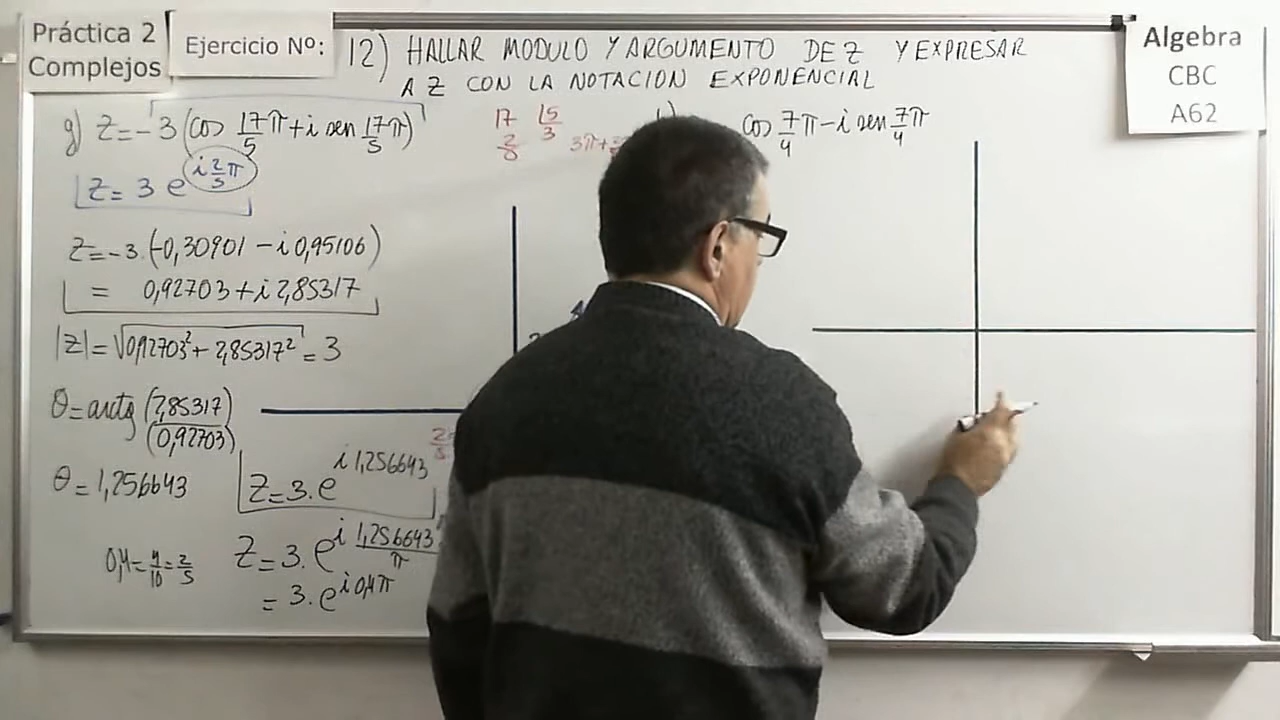 Práctica 2
Complejos
Ejercicio Nº:
12) HALLAR MODULO Y ARGUMENTO DE Z Y EXPRESAR
A Z CON LA NOTACION EXPONENCIAL
Algebra
CBC
A62
g) Z=-3(cos 17/5 π+i sen 17/5 π)
Z= 3 e^(i 2/5 π)
Z=-3.(-0,30901 -i 0,95106)
= 0,92703+i 2,85317
|Z|=√(0,92703²+2,85317²) = 3
θ=arctg (2,85317)/(0,92703)
θ=1,256643
Z=3.e^(i 1,256643)
0,4=4/10=2/5
Z=3.e^(i 1,256643/π
=3.e^(i 0,4π)
17 15/3
2
3π+
cos 7/4 π-i sen 7π/4